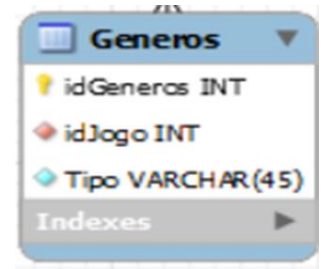 Generos
idGeneros INT
idJogo INT
Tipo VARCHAR(45)
Indexes